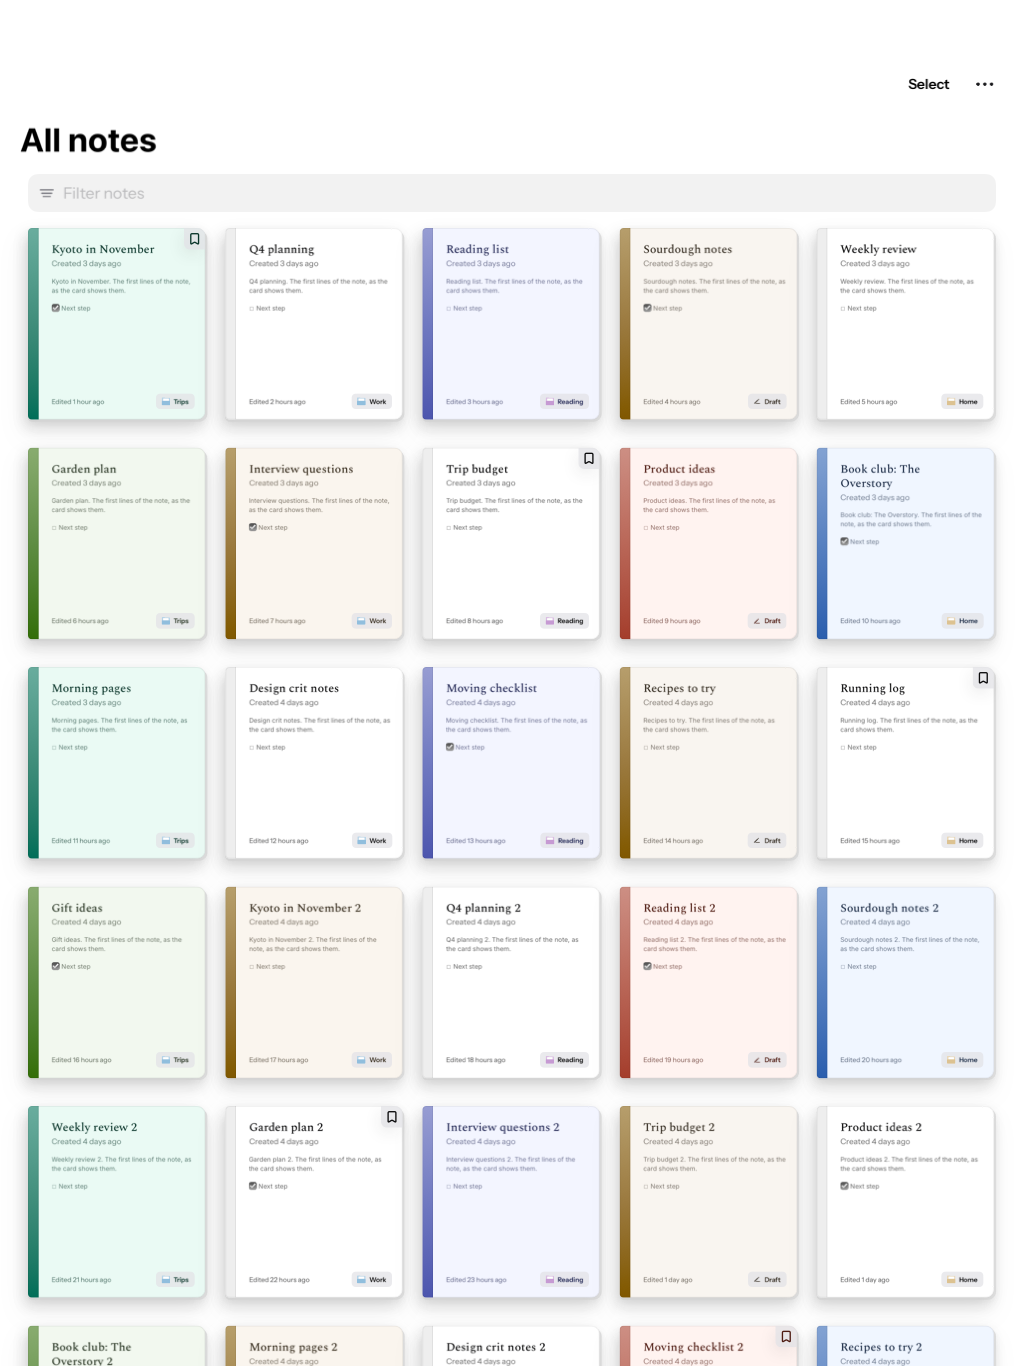 Select
All notes
Filter notes
Kyoto in November
Created 3 days ago
Kyoto in November. The first lines of the note,
as the card shows them.
Next step
Edited 1 hour ago
Trips
Q4 planning
Created 3 days ago
Q4 planning. The first lines of the note, as the
card shows them.
Next step
Edited 2 hours ago
Work
Reading list
Created 3 days ago
Reading list. The first lines of the note, as the
card shows them.
Next step
Edited 3 hours ago
Reading
Sourdough notes
Created 3 days ago
Sourdough notes. The first lines of the note, as
the card shows them.
Next step
Edited 4 hours ago
Draft
Weekly review
Created 3 days ago
Weekly review. The first lines of the note, as
the card shows them.
Next step
Edited 5 hours ago
Home
Garden plan
Created 3 days ago
Garden plan. The first lines of the note, as the
card shows them.
Next step
Edited 6 hours ago
Trips
Interview questions
Created 3 days ago
Interview questions. The first lines of the note,
as the card shows them.
Next step
Edited 7 hours ago
Work
Trip budget
Created 3 days ago
Trip budget. The first lines of the note, as the
card shows them.
Next step
Edited 8 hours ago
Reading
Product ideas
Created 3 days ago
Product ideas. The first lines of the note, as
the card shows them.
Next step
Edited 9 hours ago
Draft
Book club: The
Overstory
Created 3 days ago
Book club: The Overstory. The first lines of the
note, as the card shows them.
Next step
Edited 10 hours ago
Home
Morning pages
Created 3 days ago
Morning pages. The first lines of the note, as
the card shows them.
Next step
Edited 11 hours ago
Trips
Design crit notes
Created 4 days ago
Design crit notes. The first lines of the note, as
the card shows them.
Next step
Edited 12 hours ago
Work
Moving checklist
Created 4 days ago
Moving checklist. The first lines of the note, as
the card shows them.
Next step
Edited 13 hours ago
Reading
Recipes to try
Created 4 days ago
Recipes to try. The first lines of the note, as
the card shows them.
Next step
Edited 14 hours ago
Draft
Running log
Created 4 days ago
Running log. The first lines of the note, as the
card shows them.
Next step
Edited 15 hours ago
Home
Gift ideas
Created 4 days ago
Gift ideas. The first lines of the note, as the
card shows them.
Next step
Edited 16 hours ago
Trips
Kyoto in November 2
Created 4 days ago
Kyoto in November 2. The first lines of the
note, as the card shows them.
Next step
Edited 17 hours ago
Work
Q4 planning 2
Created 4 days ago
Q4 planning 2. The first lines of the note, as
the card shows them.
Next step
Edited 18 hours ago
Reading
Reading list 2
Created 4 days ago
Reading list 2. The first lines of the note, as the
card shows them.
Next step
Edited 19 hours ago
Draft
Sourdough notes 2
Created 4 days ago
Sourdough notes 2. The first lines of the note,
as the card shows them.
Next step
Edited 20 hours ago
Home
Weekly review 2
Created 4 days ago
Weekly review 2. The first lines of the note, as
the card shows them.
Next step
Edited 21 hours ago
Trips
Garden plan 2
Created 4 days ago
Garden plan 2. The first lines of the note, as
the card shows them.
Next step
Edited 22 hours ago
Work
Interview questions 2
Created 4 days ago
Interview questions 2. The first lines of the
note, as the card shows them.
Next step
Edited 23 hours ago
Reading
Trip budget 2
Created 4 days ago
Trip budget 2. The first lines of the note, as the
card shows them.
Next step
Edited 1 day ago
Draft
Product ideas 2
Created 4 days ago
Product ideas 2. The first lines of the note, as
the card shows them.
Next step
Edited 1 day ago
Home
Book club: The
Overstory 2
Morning pages 2
Created 4 days ago
Design crit notes 2
Created 4 days ago
Moving checklist 2
Created 4 days ago
Recipes to try 2
Created 4 days ago